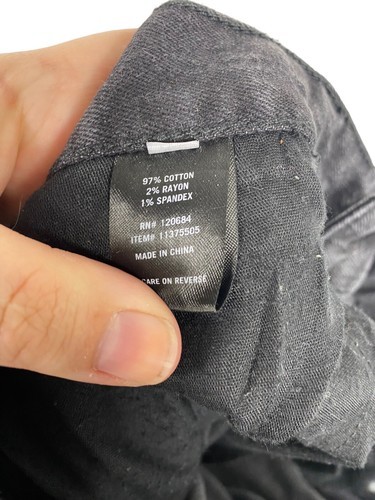 97% COTTON
2% RAYON
1% SPANDEX
RN# 120684
ITEM# 11375505
MADE IN CHINA
CARE ON REVERSE